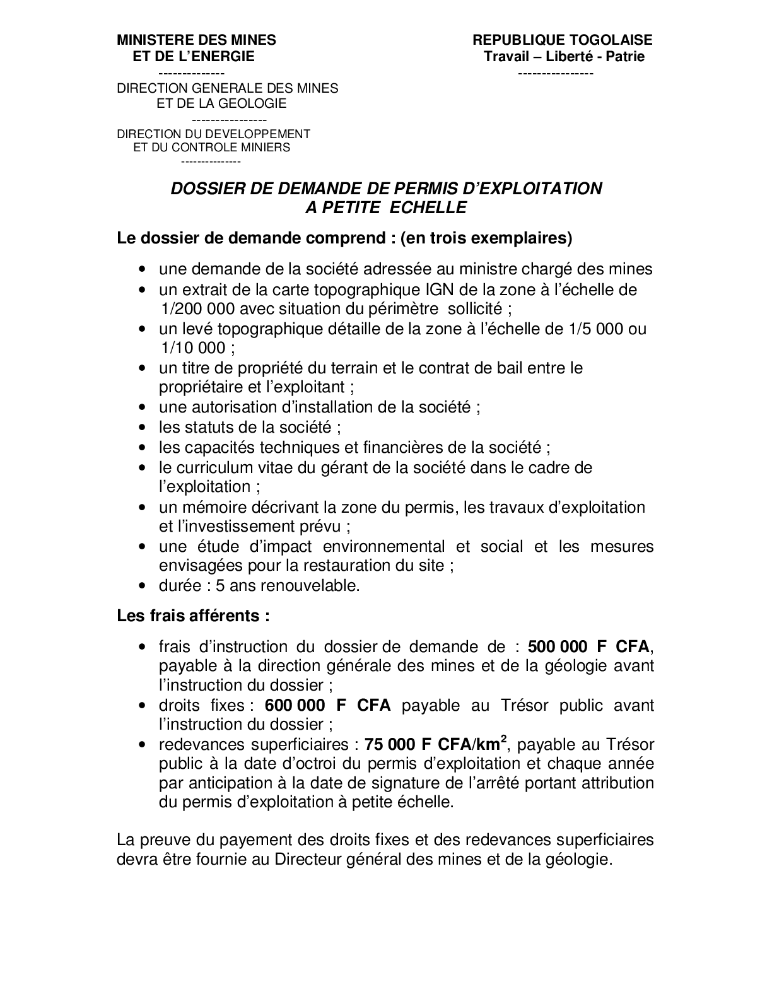 MINISTERE DES MINES
ET DE L’ENERGIE
--------------
REPUBLIQUE TOGOLAISE
Travail – Liberté - Patrie
----------------
DIRECTION GENERALE DES MINES
ET DE LA GEOLOGIE
----------------
DIRECTION DU DEVELOPPEMENT
ET DU CONTROLE MINIERS
---------------
DOSSIER DE DEMANDE DE PERMIS D’EXPLOITATION
A PETITE ECHELLE
Le dossier de demande comprend : (en trois exemplaires)
• une demande de la société adressée au ministre chargé des mines
• un extrait de la carte topographique IGN de la zone à l’échelle de
1/200 000 avec situation du périmètre sollicité ;
• un levé topographique détaille de la zone à l’échelle de 1/5 000 ou
1/10 000 ;
• un titre de propriété du terrain et le contrat de bail entre le
propriétaire et l’exploitant ;
• une autorisation d’installation de la société ;
• les statuts de la société ;
• les capacités techniques et financières de la société ;
• le curriculum vitae du gérant de la société dans le cadre de
l’exploitation ;
• un mémoire décrivant la zone du permis, les travaux d’exploitation
et l’investissement prévu ;
• une étude d’impact environnemental et social et les mesures
envisagées pour la restauration du site ;
• durée : 5 ans renouvelable.
Les frais afférents :
• frais d’instruction du dossier de demande de : 500 000 F CFA,
payable à la direction générale des mines et de la géologie avant
l’instruction du dossier ;
• droits fixes : 600 000 F CFA payable au Trésor public avant
l’instruction du dossier ;
• redevances superficiaires : 75 000 F CFA/km², payable au Trésor
public à la date d’octroi du permis d’exploitation et chaque année
par anticipation à la date de signature de l’arrêté portant attribution
du permis d’exploitation à petite échelle.
La preuve du payement des droits fixes et des redevances superficiaires
devra être fournie au Directeur général des mines et de la géologie.